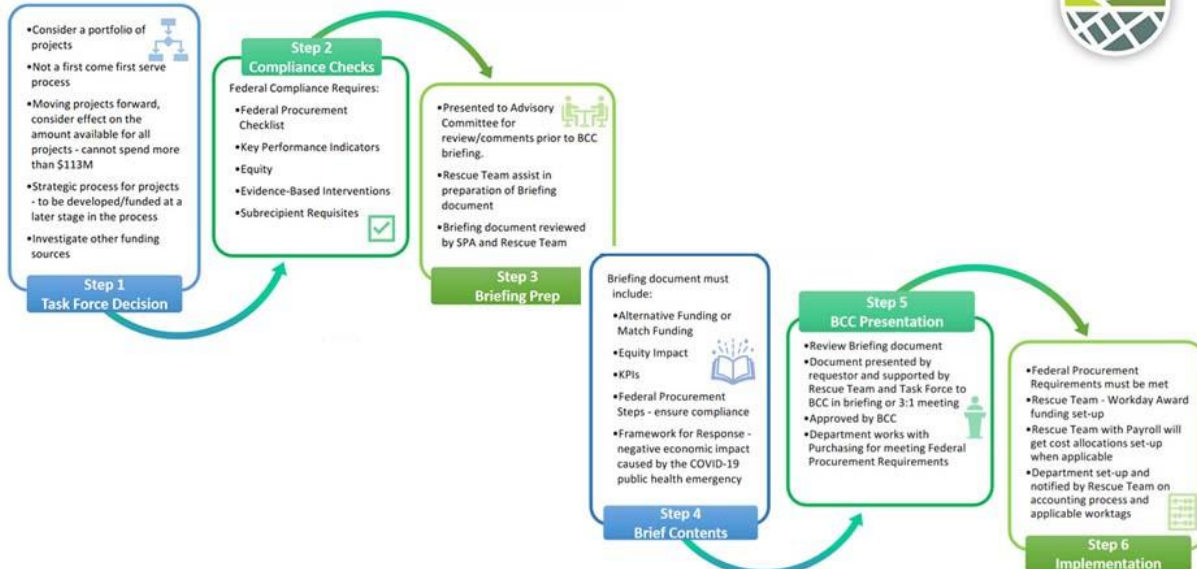 •Consider a portfolio of
projects
•Not a first come first serve
process
•Moving projects forward,
consider effect on the
amount available for all
projects - cannot spend more
than $113M
•Strategic process for projects
- to be developed/funded at a
later stage in the process
•Investigate other funding
sources
Step 1
Task Force Decision
Step 2
Compliance Checks
Federal Compliance Requires:
•Federal Procurement
Checklist
•Key Performance Indicators
•Equity
•Evidence-Based Interventions
•Subrecipient Requisites
•Presented to Advisory
Committee for
review/comments prior to BCC
briefing.
•Rescue Team assist in
preparation of Briefing
document
•Briefing document reviewed
by SPA and Rescue Team
Step 3
Briefing Prep
Briefing document must
include:
•Alternative Funding or
Match Funding
•Equity Impact
•KPIs
•Federal Procurement
Steps - ensure compliance
•Framework for Response -
negative economic impact
caused by the COVID-19
public health emergency
Step 4
Brief Contents
Step 5
BCC Presentation
•Review Briefing document
•Document presented by
requestor and supported by
Rescue Team and Task Force to
BCC in briefing or 3:1 meeting
•Approved by BCC
•Department works with
Purchasing for meeting Federal
Procurement Requirements
•Federal Procurement
Requirements must be met
•Rescue Team - Workday Award
funding set-up
•Rescue Team with Payroll will
get cost allocations set-up
when applicable
•Department set-up and
notified by Rescue Team on
accounting process and
applicable worktags
Step 6
Implementation